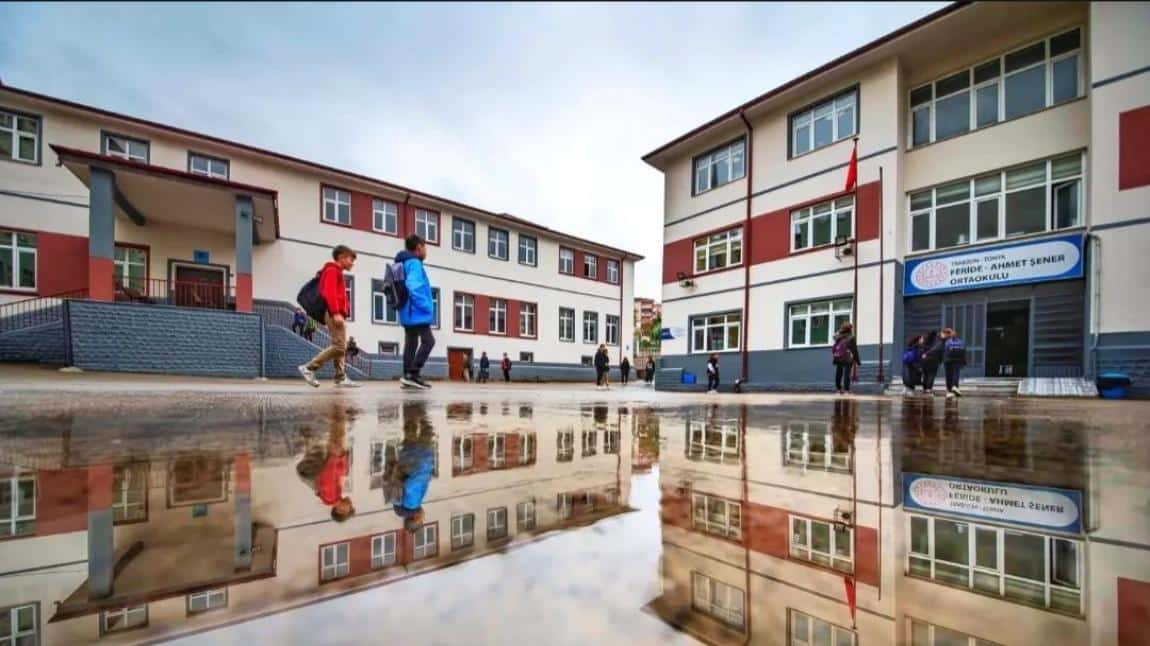 TRABZON - TONYA
FERİDE - AHMET ŞENER
ORTAOKULU